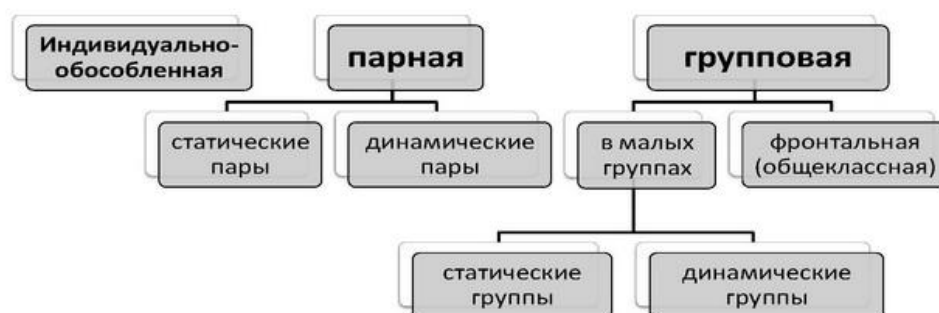 Индивидуально-
обособленная
парная
групповая
статические
пары
динамические
пары
в малых
группах
фронтальная
(общеклассная)
статические
группы
динамические
группы